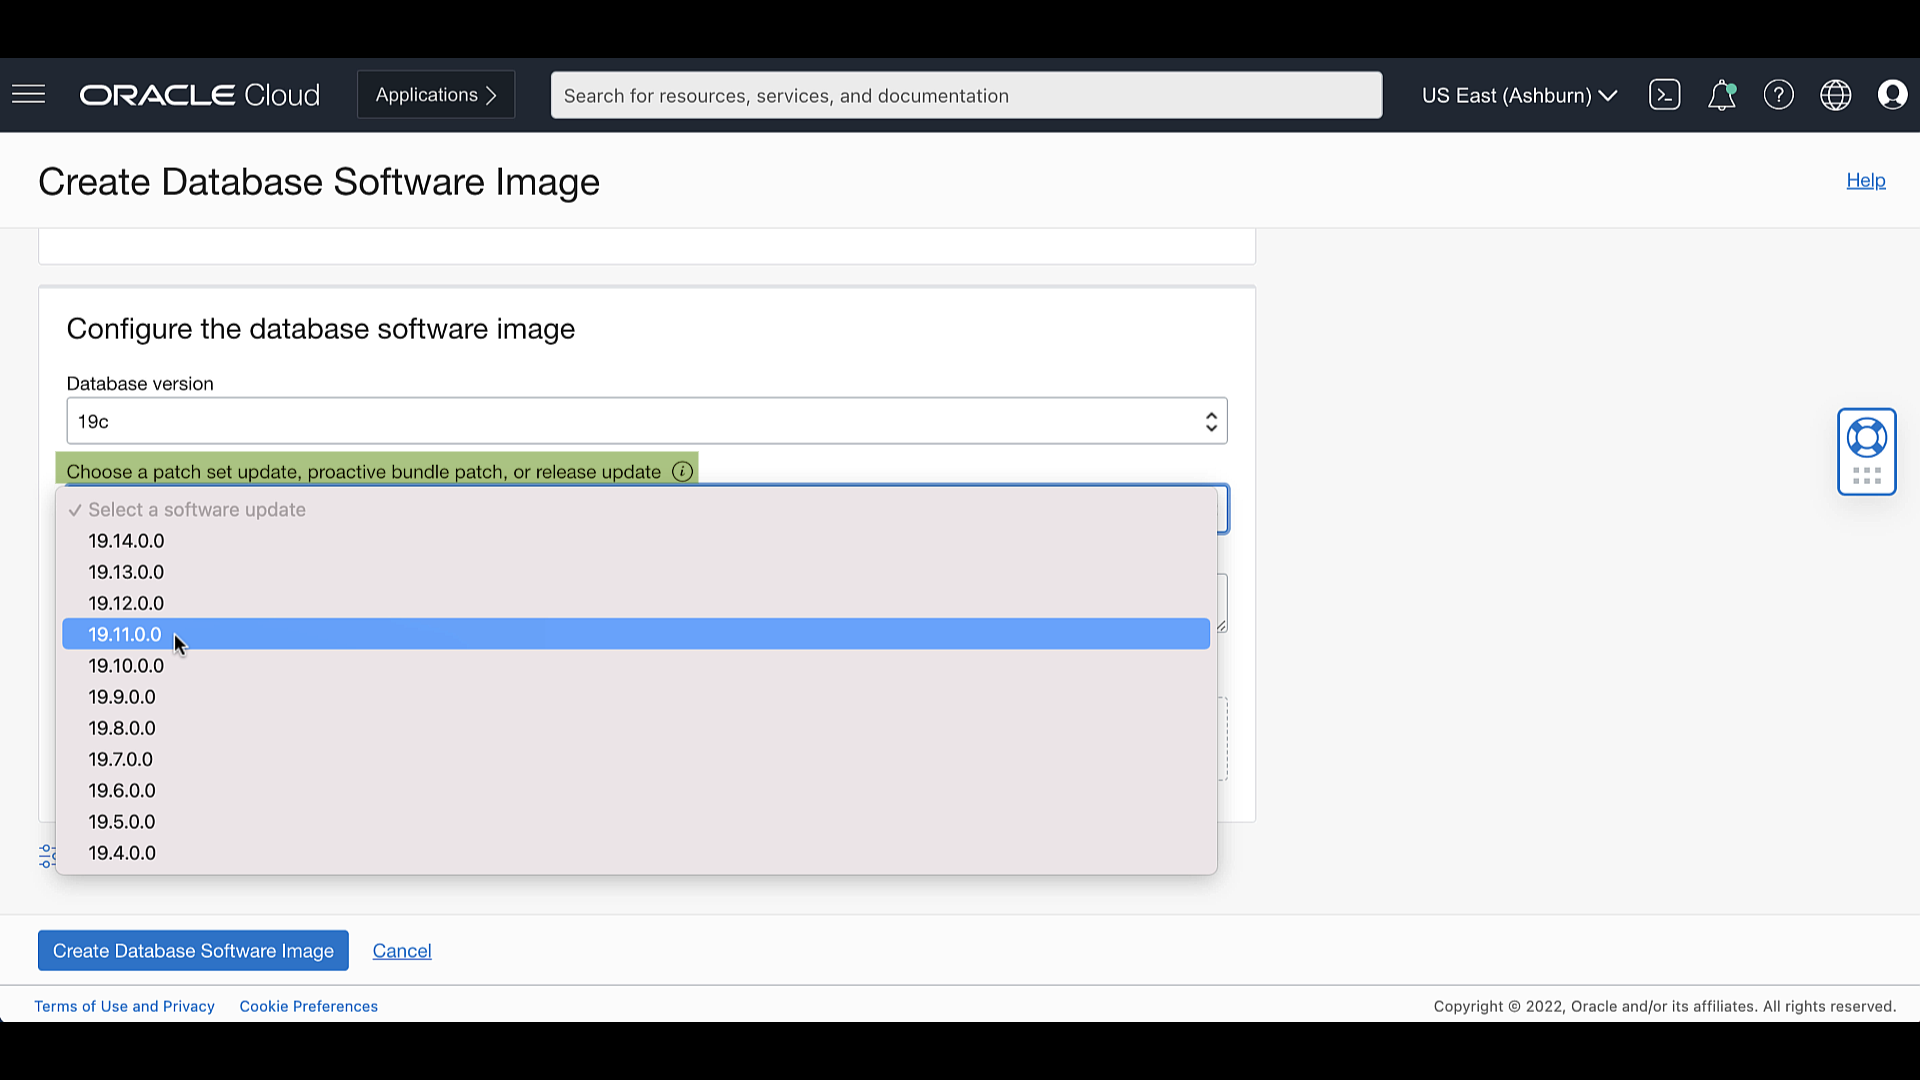 ORACLE Cloud
Applications
Search for resources, services, and documentation
US East (Ashburn)
Create Database Software Image
Help
Configure the database software image
Database version
19c
Choose a patch set update, proactive bundle patch, or release update
✓ Select a software update
19.14.0.0
19.13.0.0
19.12.0.0
19.11.0.0
19.10.0.0
19.9.0.0
19.8.0.0
19.7.0.0
19.6.0.0
19.5.0.0
19.4.0.0
Create Database Software Image
Cancel
Terms of Use and Privacy
Cookie Preferences
Copyright © 2022, Oracle and/or its affiliates. All rights reserved.